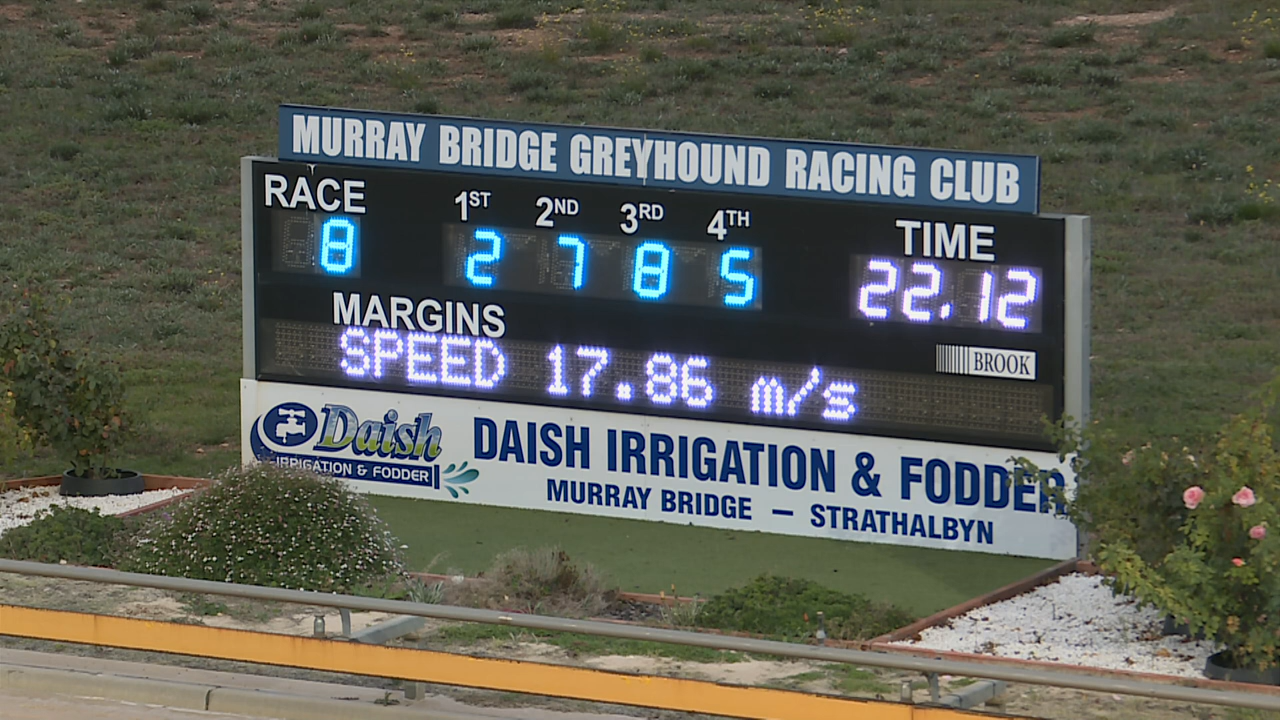 MURRAY BRIDGE GREYHOUND RACING CLUB
RACE 1ST 2ND 3RD 4TH TIME
8 2 7 8 5 22.12
MARGINS
BROOK
SPEED 17.86 m/s
Daish
IRRIGATION & FODDER
DAISH IRRIGATION & FODDER
MURRAY BRIDGE – STRATHALBYN